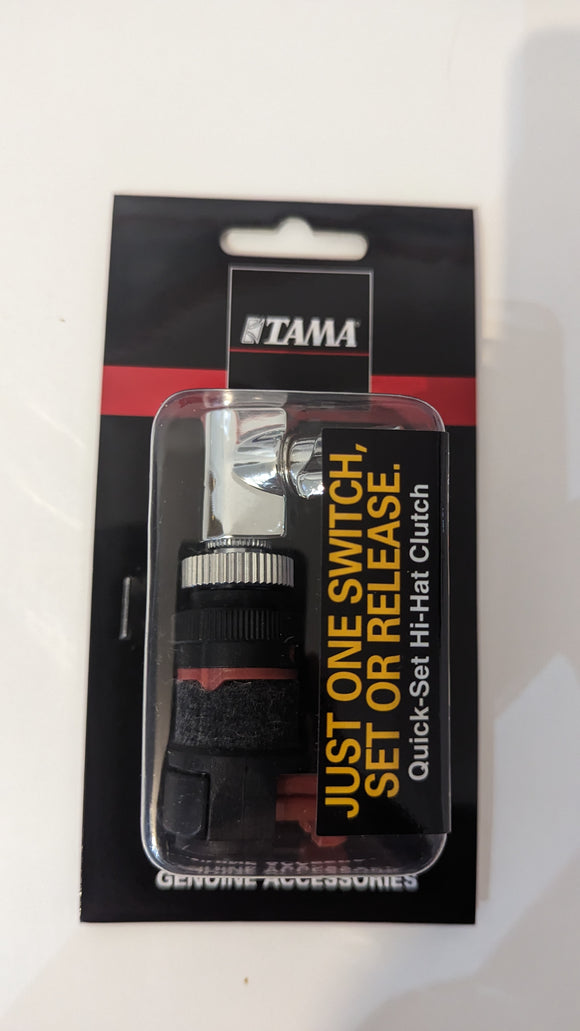 TAMA
JUST ONE SWITCH,
SET OR RELEASE.
Quick-Set Hi-Hat Clutch
GENUINE ACCESSORIES